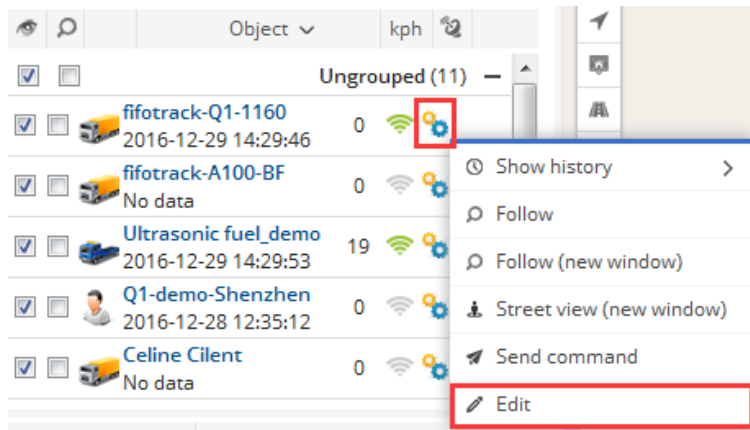 Object kph
Ungrouped (11)
fifotrack-Q1-1160
2016-12-29 14:29:46 0
fifotrack-A100-BF
No data 0
Ultrasonic fuel_demo
2016-12-29 14:29:53 19
Q1-demo-Shenzhen
2016-12-28 12:35:12 0
Celine Cilent
No data 0
Show history
Follow
Follow (new window)
Street view (new window)
Send command
Edit